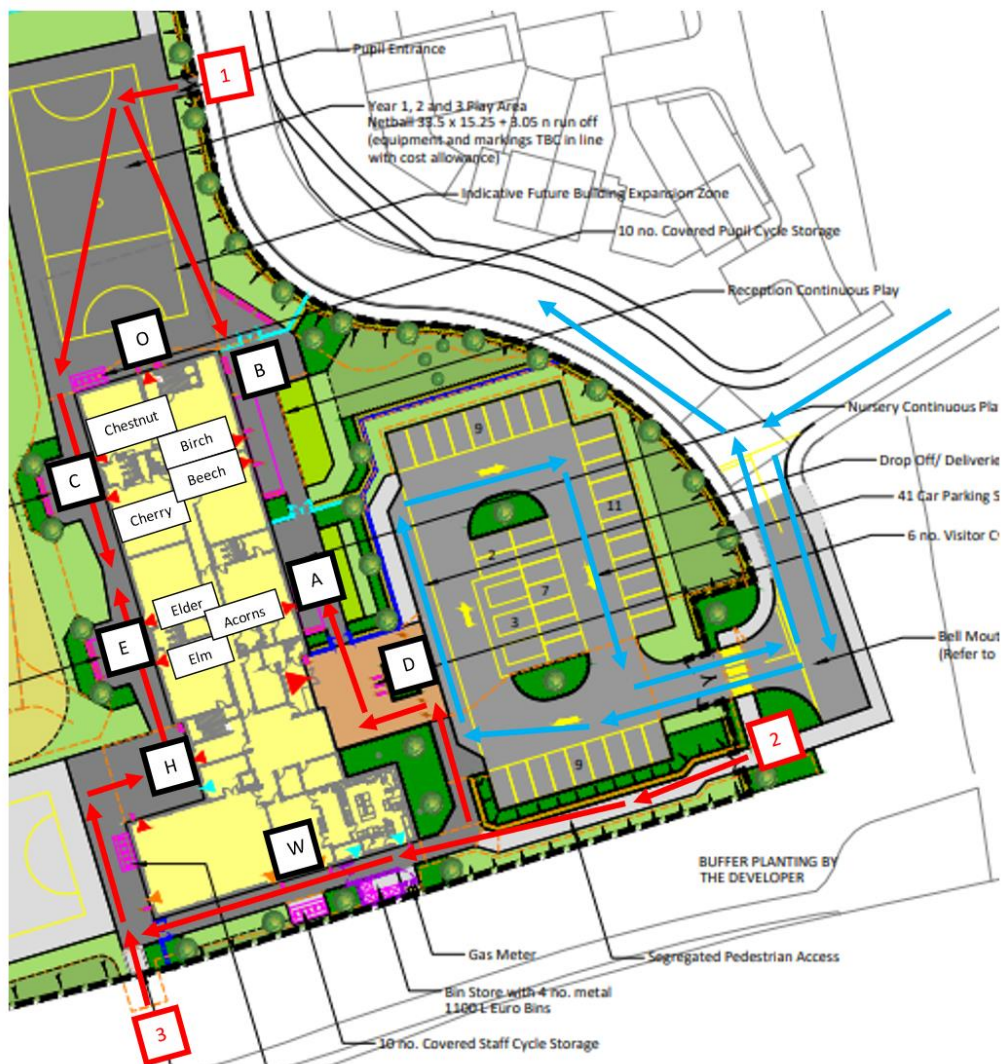 1
Pupil Entrance
Year 1, 2 and 3 Play Area
Netball 33.5 x 15.25 + 3.05 n run off
(equipment and markings TBC in line
with cost allowance)
Indicative Future Building Expansion Zone
10 no. Covered Pupil Cycle Storage
Reception Continuous Play
O
B
Chestnut
Birch
Beech
C
Cherry
9
Nursery Continuous Pla
Drop Off/ Deliverie
41 Car Parking S
11
6 no. Visitor Cy
2
7
3
A
Elder
Acorns
E
Elm
D
Bell Mout
(Refer to
H
2
9
W
BUFFER PLANTING BY
THE DEVELOPER
Gas Meter
Segregated Pedestrian Access
Bin Store with 4 no. metal
1100 L Euro Bins
3
10 no. Covered Staff Cycle Storage